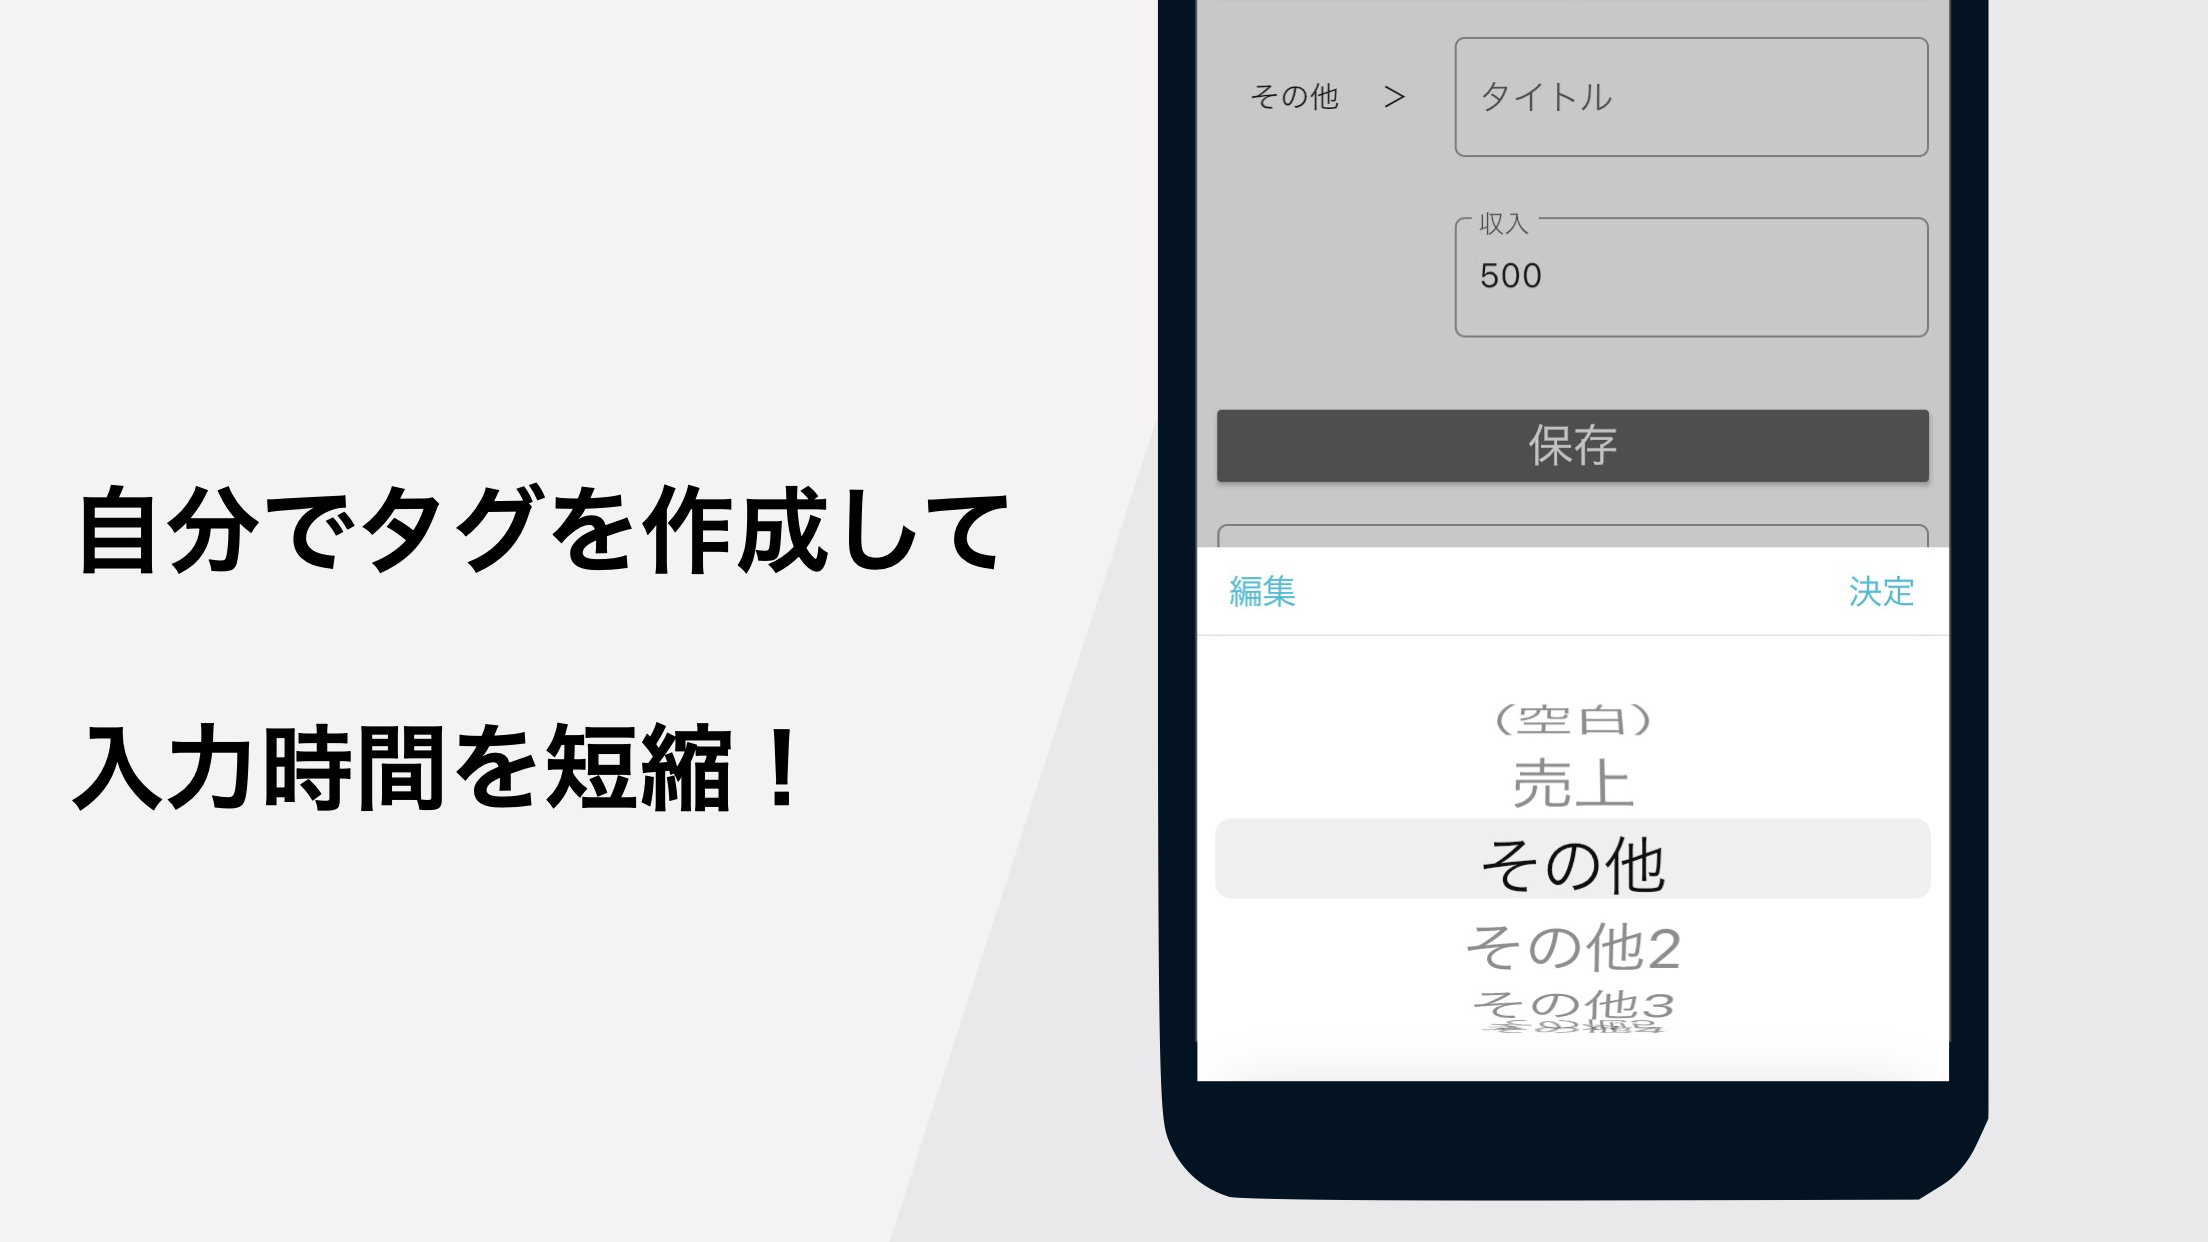 自分でタグを作成して
入力時間を短縮！
その他 > タイトル
収入
500
保存
編集 決定
（空白）
売上
その他
その他2
その他3